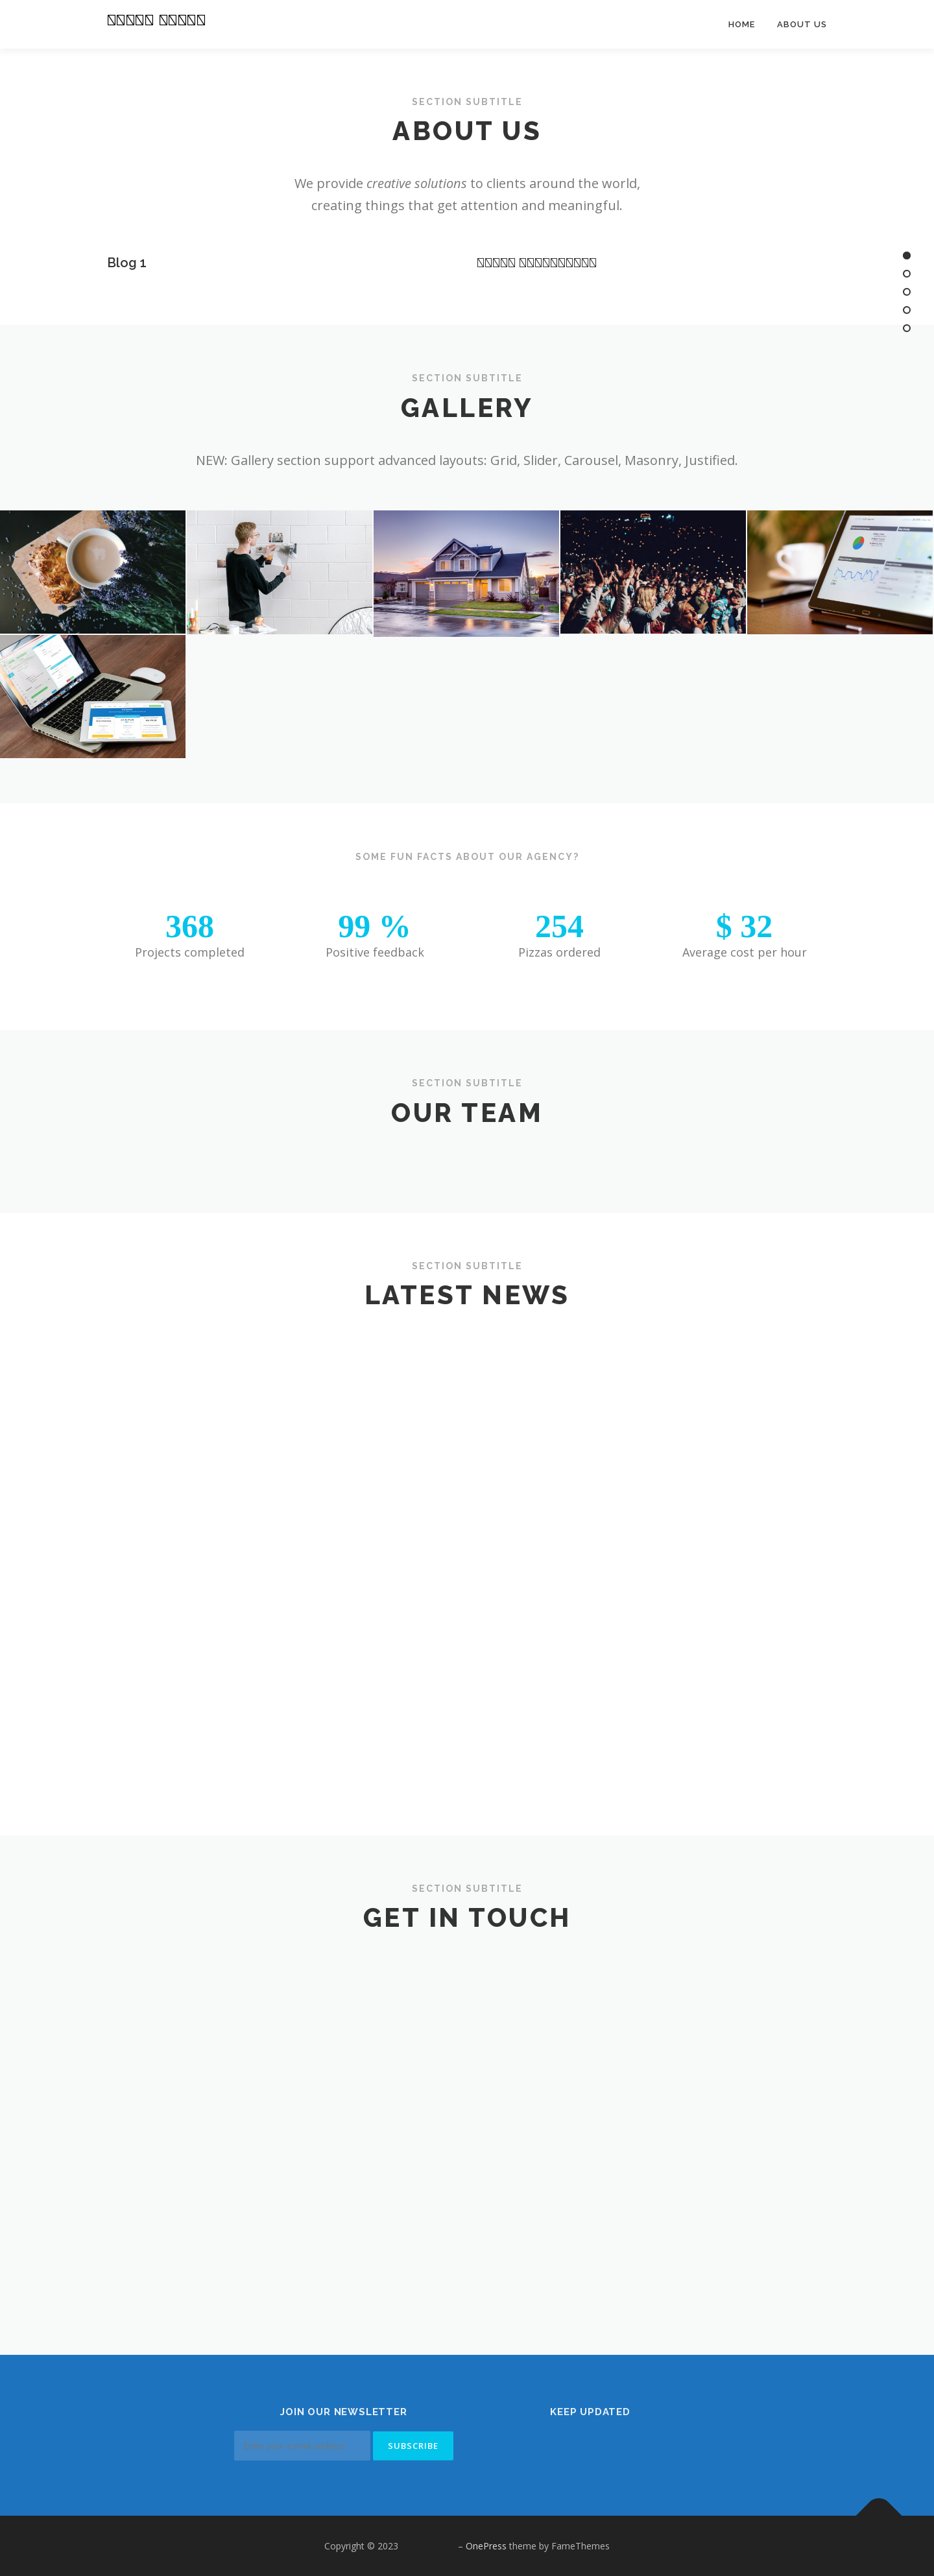 HOME
ABOUT US
SECTION SUBTITLE
ABOUT US
We provide creative solutions to clients around the world,
creating things that get attention and meaningful.
Blog 1
SECTION SUBTITLE
GALLERY
NEW: Gallery section support advanced layouts: Grid, Slider, Carousel, Masonry, Justified.
SOME FUN FACTS ABOUT OUR AGENCY?
368
Projects completed
99 %
Positive feedback
254
Pizzas ordered
$ 32
Average cost per hour
SECTION SUBTITLE
OUR TEAM
SECTION SUBTITLE
LATEST NEWS
SECTION SUBTITLE
GET IN TOUCH
JOIN OUR NEWSLETTER
SUBSCRIBE
KEEP UPDATED
Copyright © 2023 – OnePress theme by FameThemes